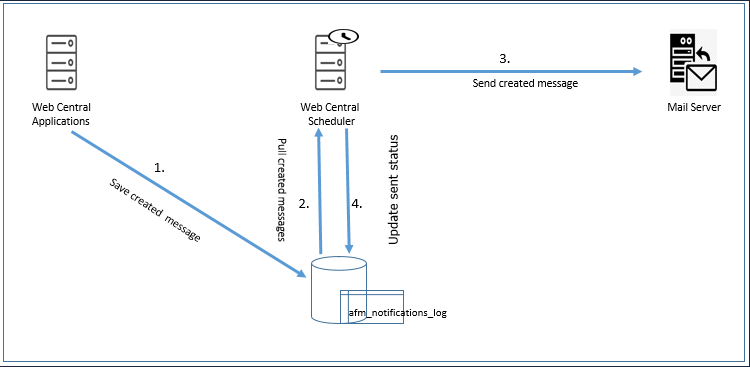 3.
Send created message
Web Central
Applications
Web Central
Scheduler
Mail Server
1.
Save created message
Pull created messages
2.
4.
Update sent status
afm_notifications_log